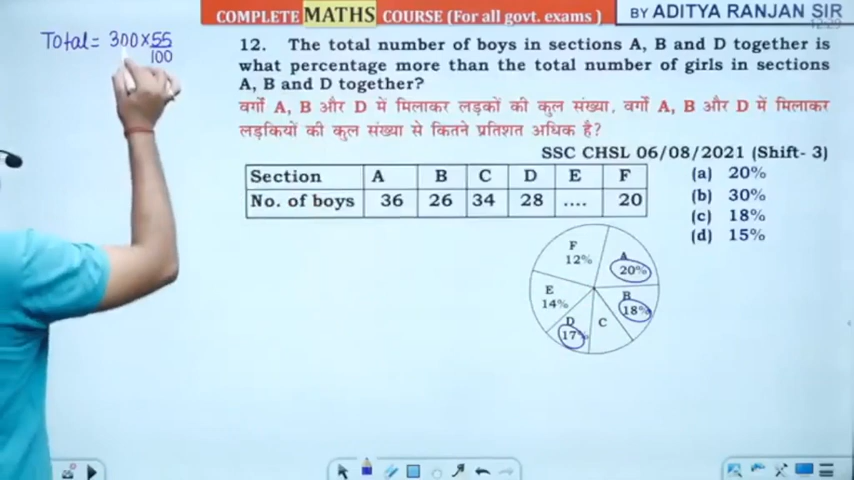 COMPLETE MATHS COURSE (For all govt. exams)
BY ADITYA RANJAN SIR
Total = 300 × 55
100
12. The total number of boys in sections A, B and D together is
what percentage more than the total number of girls in sections
A, B and D together?
वर्गों A, B और D में मिलाकर लड़कों की कुल संख्या, वर्गों A, B और D में मिलाकर
लड़कियों की कुल संख्या से कितने प्रतिशत अधिक है?
SSC CHSL 06/08/2021 (Shift- 3)
Section A B C D E F
No. of boys 36 26 34 28 .... 20
(a) 20%
(b) 30%
(c) 18%
(d) 15%
F
12%
A
20%
E
14%
B
18%
D
17%
C